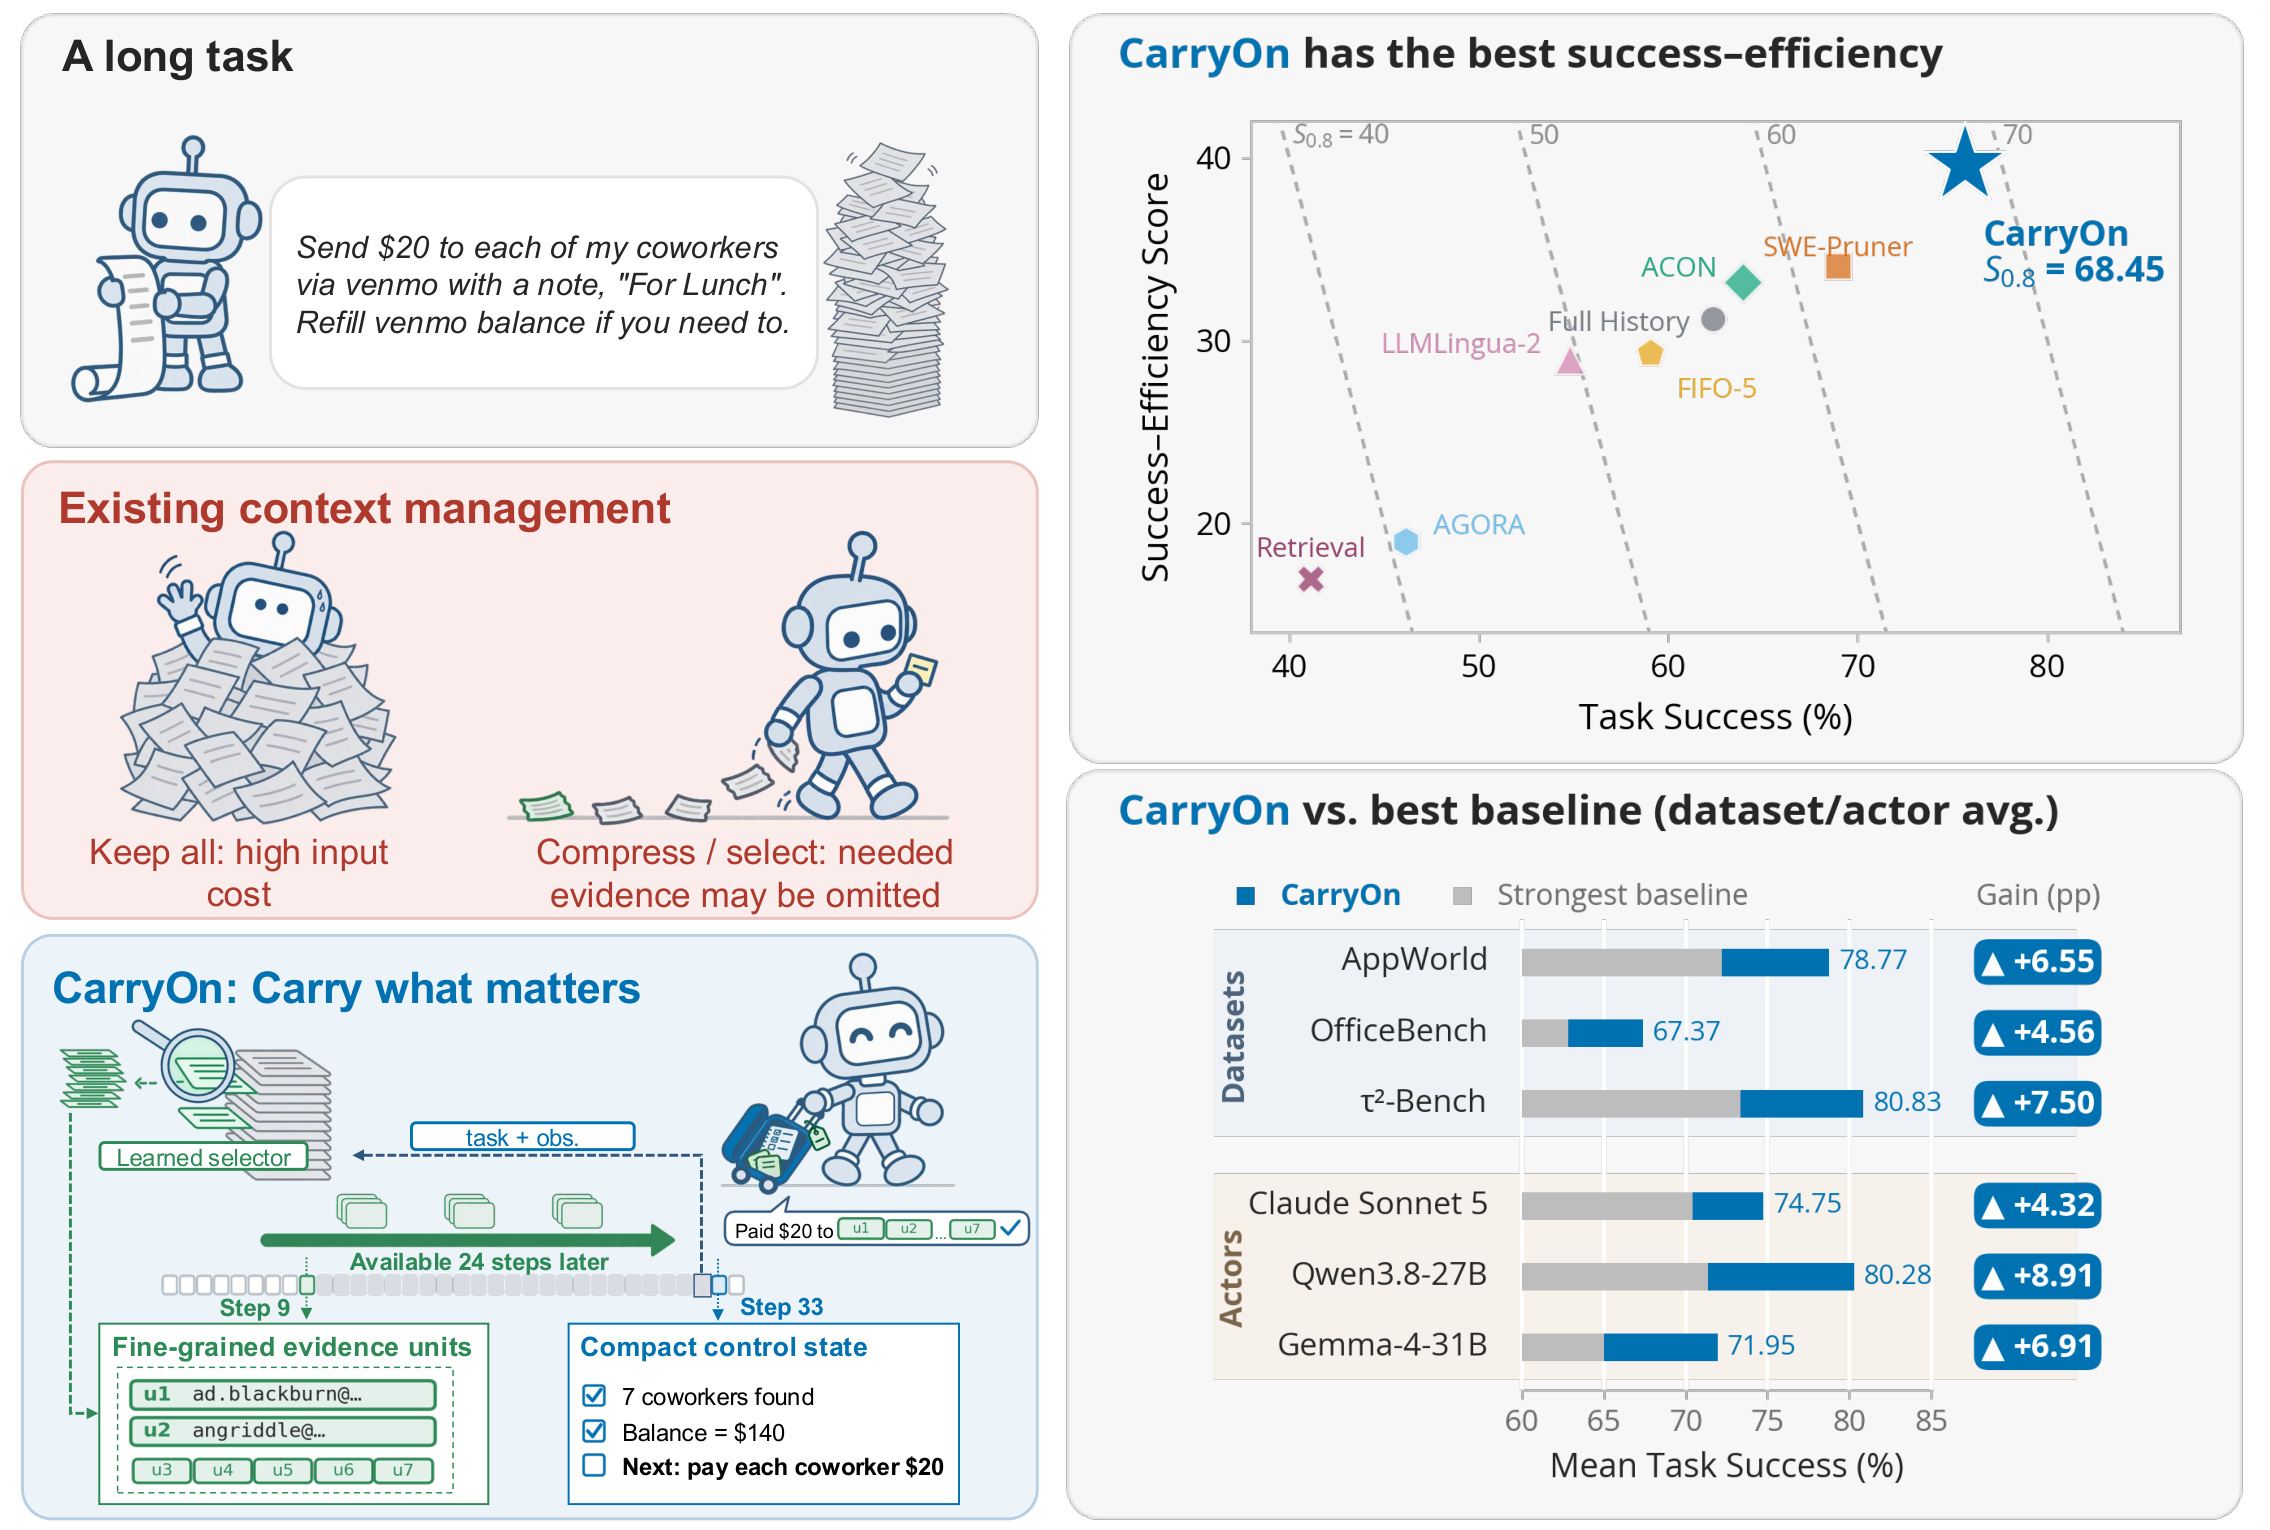 A long task
Send $20 to each of my coworkers
via venmo with a note, "For Lunch".
Refill venmo balance if you need to.
Existing context management
Keep all: high input
cost
Compress / select: needed
evidence may be omitted
CarryOn: Carry what matters
Learned selector
task + obs.
Paid $20 to u1 u2 ... u7
Available 24 steps later
Step 9
Step 33
Fine-grained evidence units
u1 ad.blackburn@…
u2 angriddle@…
u3 u4 u5 u6 u7
Compact control state
7 coworkers found
Balance = $140
Next: pay each coworker $20
CarryOn has the best success–efficiency
Success–Efficiency Score
40
30
20
S0.8 = 40
50
60
70
CarryOn
S0.8 = 68.45
SWE-Pruner
ACON
Full History
LLMLingua-2
FIFO-5
AGORA
Retrieval
40 50 60 70 80
Task Success (%)
CarryOn vs. best baseline (dataset/actor avg.)
CarryOn Strongest baseline Gain (pp)
Datasets
AppWorld 78.77 ▲ +6.55
OfficeBench 67.37 ▲ +4.56
τ²-Bench 80.83 ▲ +7.50
Actors
Claude Sonnet 5 74.75 ▲ +4.32
Qwen3.8-27B 80.28 ▲ +8.91
Gemma-4-31B 71.95 ▲ +6.91
60 65 70 75 80 85
Mean Task Success (%)